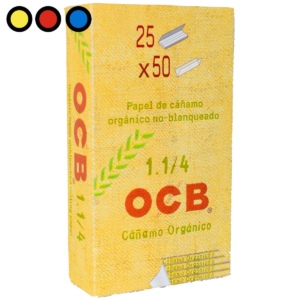 25
x50
Papel de cáñamo
orgánico no-blanqueado
1.1/4
OCB®
Cáñamo Orgánico
OCB®
1.1/4